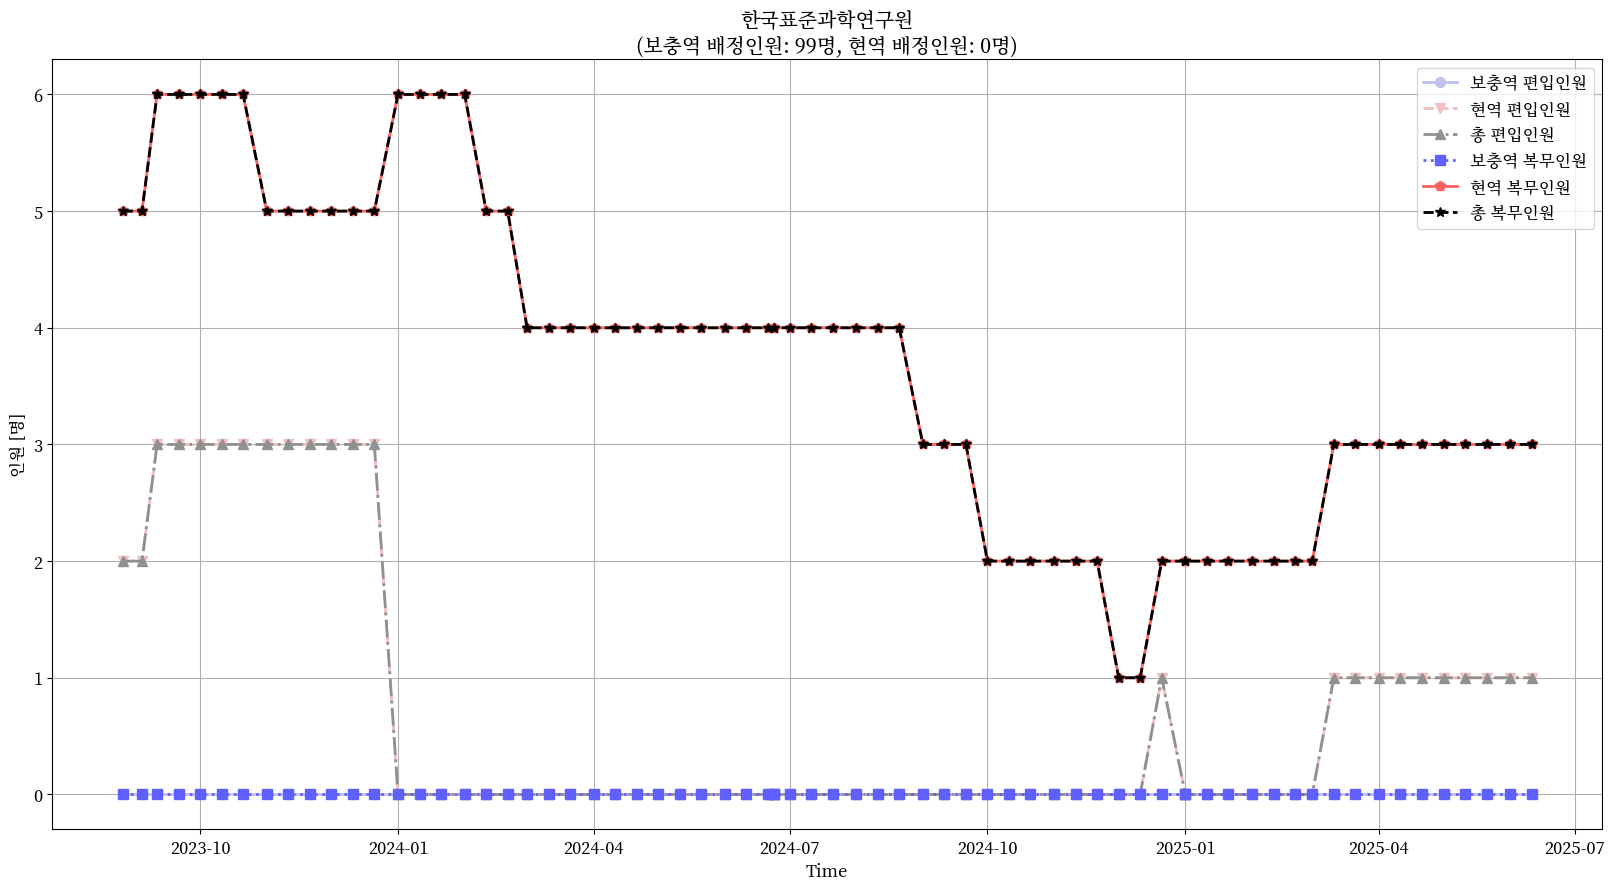 한국표준과학연구원
(보충역 배정인원: 99명, 현역 배정인원: 0명)
보충역 편입인원
현역 편입인원
총 편입인원
보충역 복무인원
현역 복무인원
총 복무인원
인원 [명]
6
5
4
3
2
1
0
2023-10
2024-01
2024-04
2024-07
2024-10
2025-01
2025-04
2025-07
Time